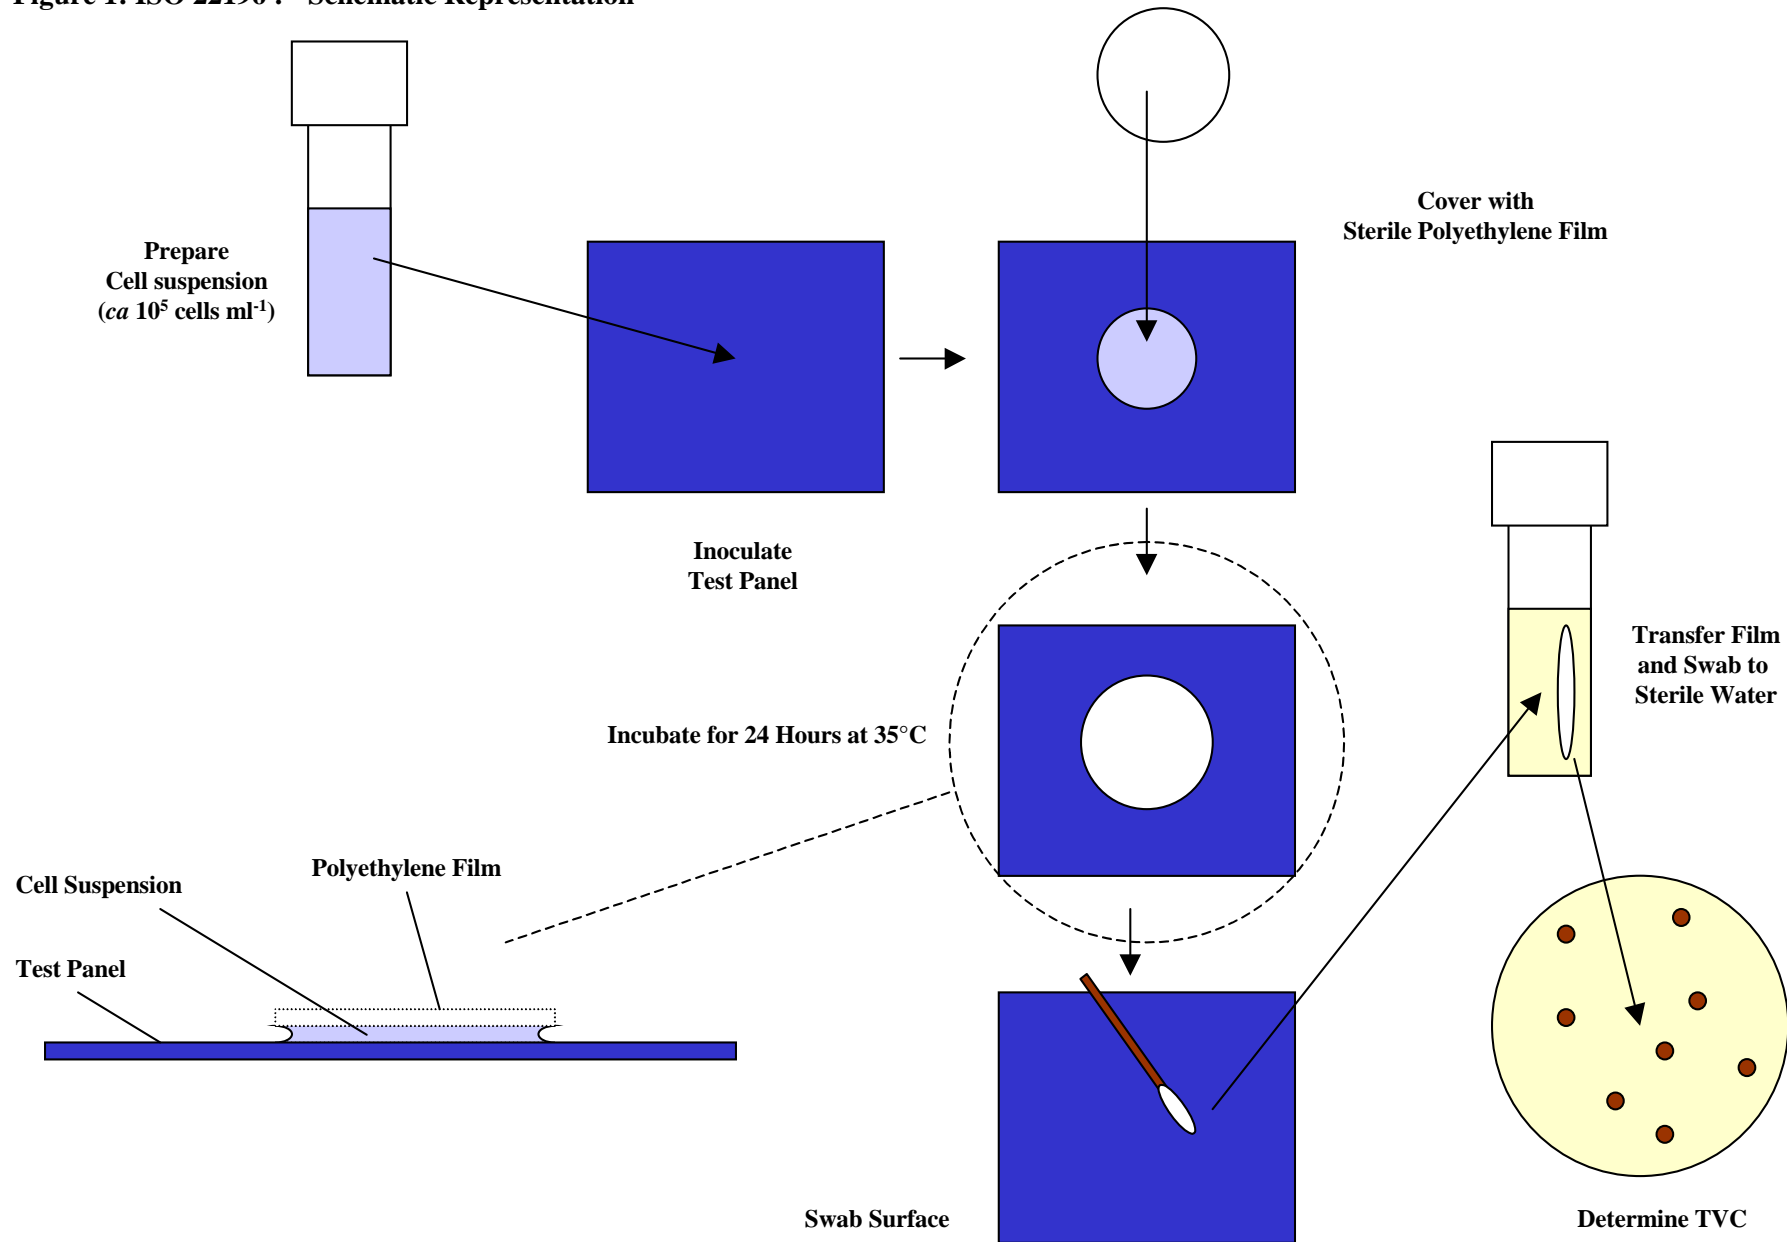 Figure 1: ISO 22196 : Schematic Representation
Prepare
Cell suspension
(ca 10⁵ cells ml⁻¹)
Cover with
Sterile Polyethylene Film
Inoculate
Test Panel
Incubate for 24 Hours at 35°C
Transfer Film
and Swab to
Sterile Water
Polyethylene Film
Cell Suspension
Test Panel
Swab Surface
Determine TVC